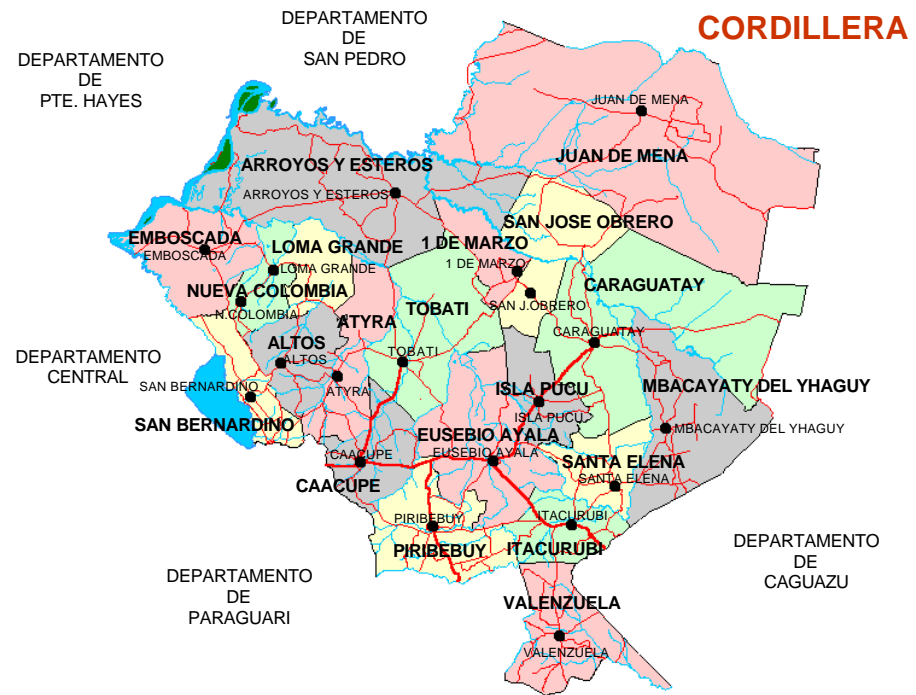 CORDILLERA
DEPARTAMENTO
DE
SAN PEDRO
DEPARTAMENTO
DE
PTE. HAYES
JUAN DE MENA
JUAN DE MENA
ARROYOS Y ESTEROS
ARROYOS Y ESTEROS
SAN JOSE OBRERO
EMBOSCADA
EMBOSCADA
LOMA GRANDE
LOMA GRANDE
1 DE MARZO
1 DE MARZO
NUEVA COLOMBIA
N.COLOMBIA
CARAGUATAY
CARAGUATAY
SAN J.OBRERO
TOBATI
TOBATI
ATYRA
ATYRA
ALTOS
ALTOS
DEPARTAMENTO
CENTRAL
SAN BERNARDINO
SAN BERNARDINO
ISLA PUCU
ISLA PUCU
MBACAYATY DEL YHAGUY
MBACAYATY DEL YHAGUY
EUSEBIO AYALA
EUSEBIO AYALA
CAACUPE
CAACUPE
SANTA ELENA
SANTA ELENA
PIRIBEBUY
PIRIBEBUY
ITACURUBI
ITACURUBI
DEPARTAMENTO
DE
CAGUAZU
DEPARTAMENTO
DE
PARAGUARI
VALENZUELA
VALENZUELA